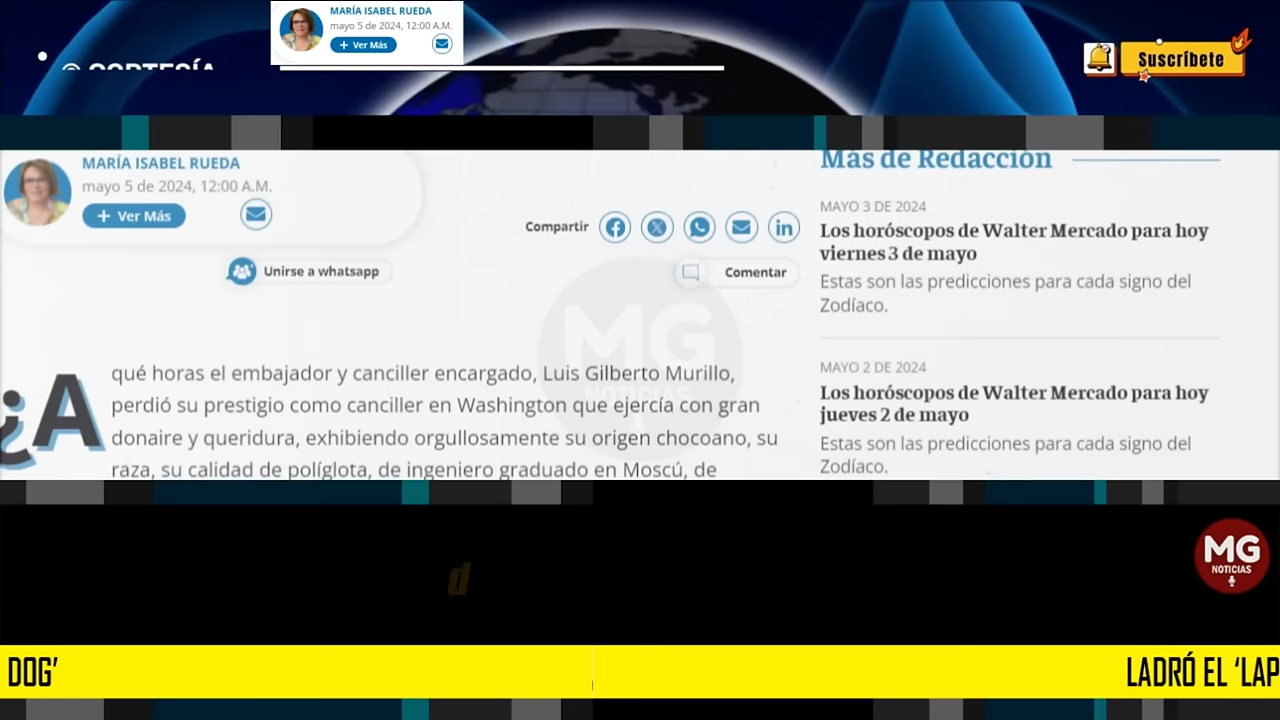 MARÍA ISABEL RUEDA
mayo 5 de 2024, 12:00 A.M.
+ Ver Más
© CORTESÍA
Suscríbete
MARÍA ISABEL RUEDA
mayo 5 de 2024, 12:00 A.M.
+ Ver Más
Compartir
Unirse a whatsapp
Comentar
¿A
qué horas el embajador y canciller encargado, Luis Gilberto Murillo,
perdió su prestigio como canciller en Washington que ejercía con gran
donaire y queridura, exhibiendo orgullosamente su origen chocoano, su
raza, su calidad de políglota, de ingeniero graduado en Moscú, de
Más de Redacción
MAYO 3 DE 2024
Los horóscopos de Walter Mercado para hoy
viernes 3 de mayo
Estas son las predicciones para cada signo del
Zodíaco.
MAYO 2 DE 2024
Los horóscopos de Walter Mercado para hoy
jueves 2 de mayo
Estas son las predicciones para cada signo del
Zodíaco.
MG
NOTICIAS
d
MG
NOTICIAS
DOG’
LADRÓ EL ‘LAP